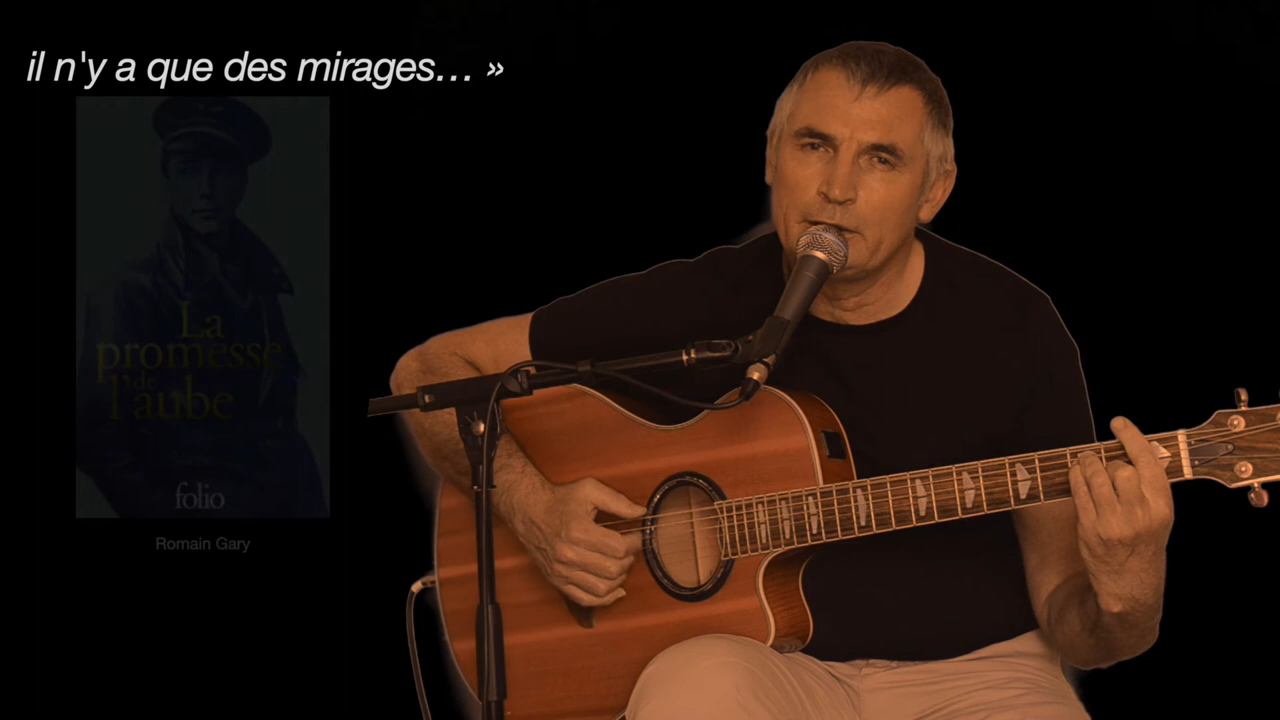 il n'y a que des mirages… »
La
promesse
de
l'aube
folio
Romain Gary